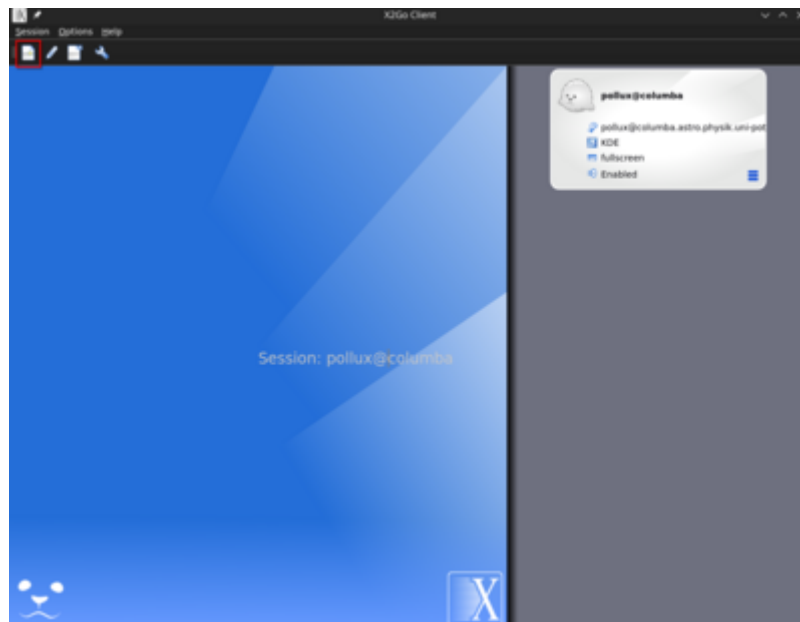 X2Go Client
Session Options Help
pollux@columba
pollux@columba.astro.physik.uni-pot
KDE
fullscreen
Enabled
Session: pollux@columba
X